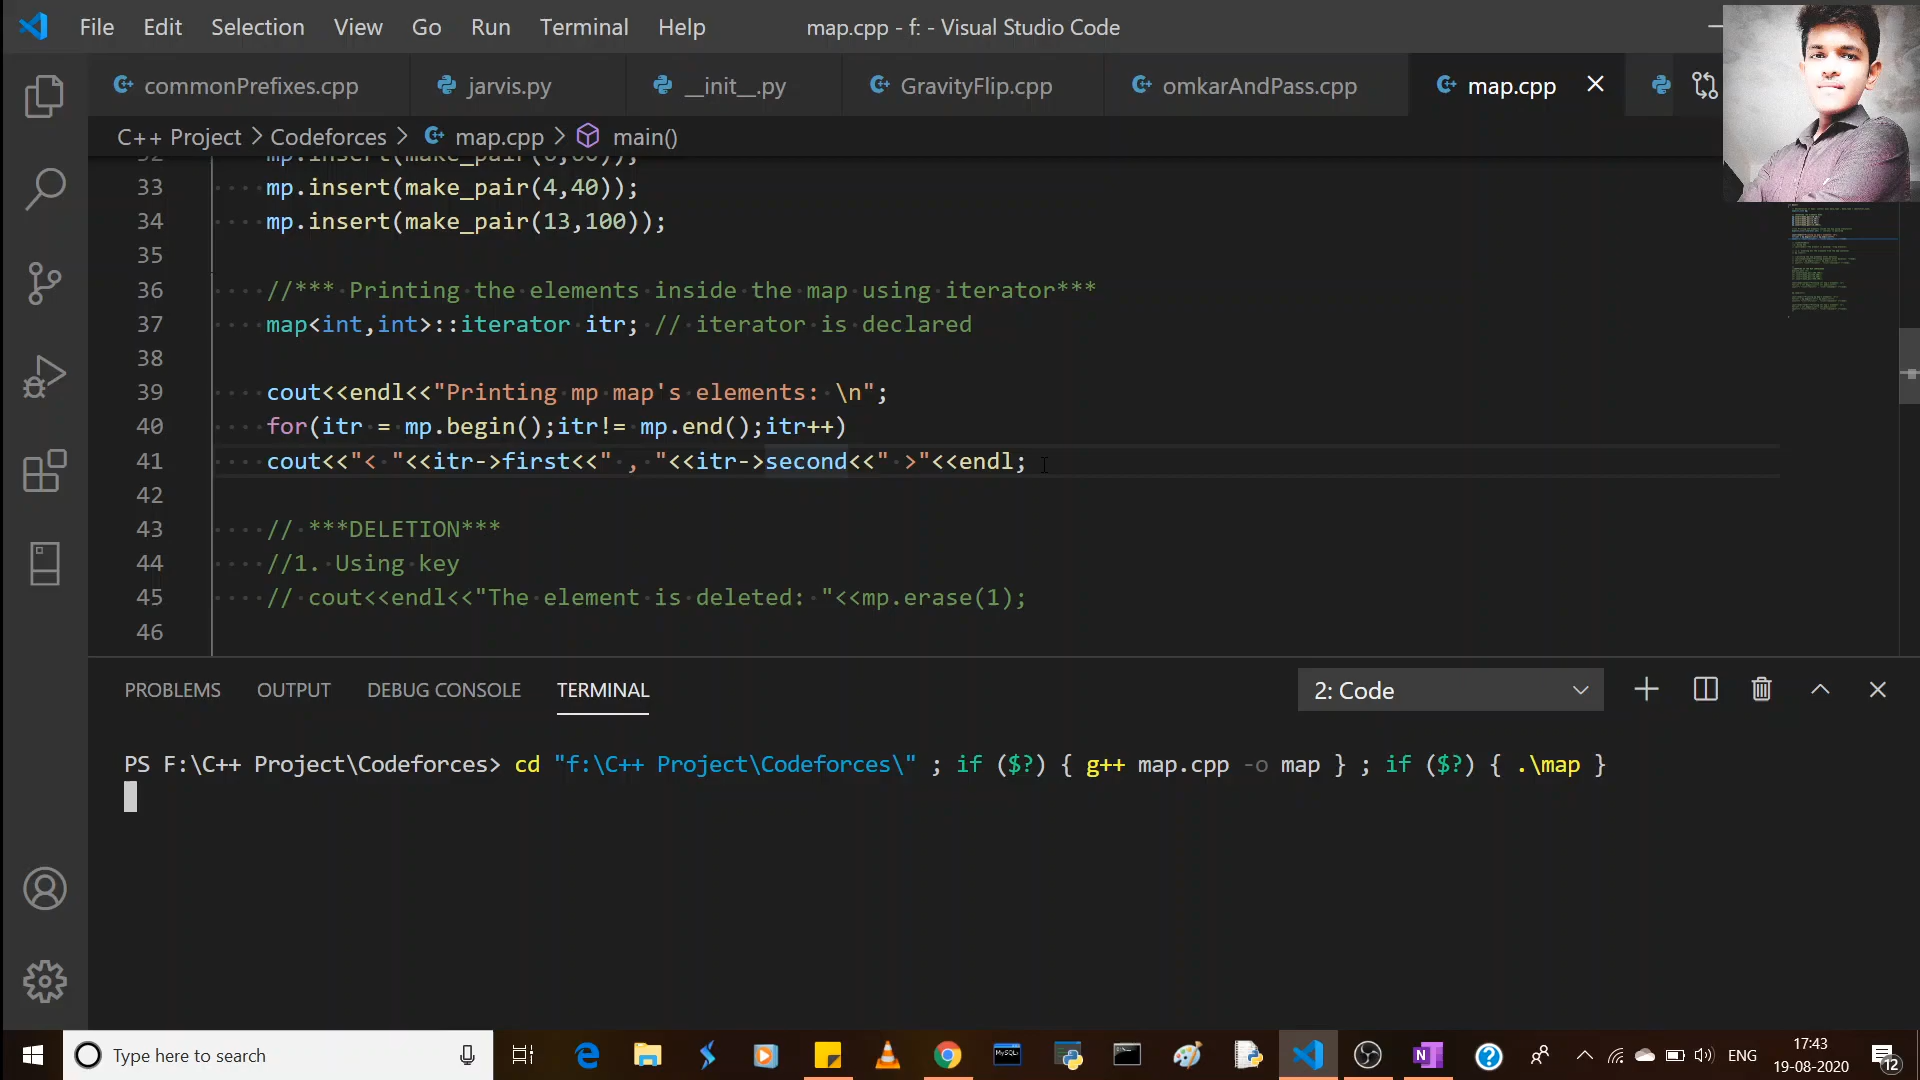 File Edit Selection View Go Run Terminal Help map.cpp - f: - Visual Studio Code
commonPrefixes.cpp jarvis.py __init__.py GravityFlip.cpp omkarAndPass.cpp map.cpp
C++ Project > Codeforces > map.cpp > main()
33 mp.insert(make_pair(4,40));
34 mp.insert(make_pair(13,100));
35
36 //*** Printing the elements inside the map using iterator***
37 map<int,int>::iterator itr; // iterator is declared
38
39 cout<<endl<<"Printing mp map's elements: \n";
40 for(itr = mp.begin();itr!= mp.end();itr++)
41 cout<<"< "<<itr->first<<" , "<<itr->second<<" >"<<endl;
42
43 // ***DELETION***
44 //1. Using key
45 // cout<<endl<<"The element is deleted: "<<mp.erase(1);
46
PROBLEMS OUTPUT DEBUG CONSOLE TERMINAL 2: Code
PS F:\C++ Project\Codeforces> cd "f:\C++ Project\Codeforces\" ; if ($?) { g++ map.cpp -o map } ; if ($?) { .\map }
Type here to search MySQL ENG 17:43
19-08-2020 12